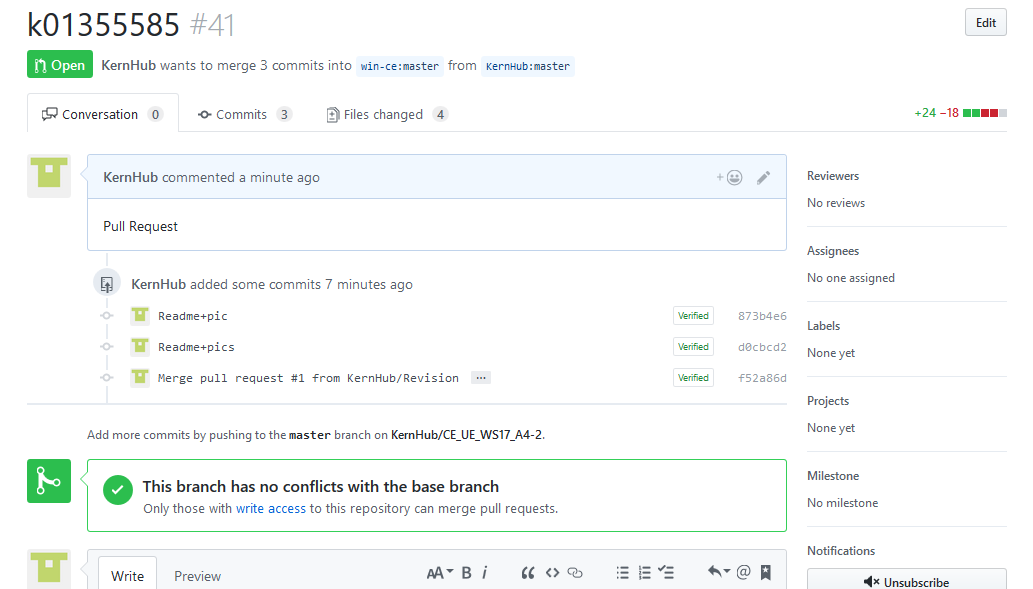 k01355585 #41
Edit
Open KernHub wants to merge 3 commits into win-ce:master from KernHub:master
Conversation 0 Commits 3 Files changed 4
+24 −18
KernHub commented a minute ago
Pull Request
KernHub added some commits 7 minutes ago
Readme+pic Verified 873b4e6
Readme+pics Verified d0cbcd2
Merge pull request #1 from KernHub/Revision ... Verified f52a86d
Add more commits by pushing to the master branch on KernHub/CE_UE_WS17_A4-2.
This branch has no conflicts with the base branch
Only those with write access to this repository can merge pull requests.
Write Preview
AA B i
Reviewers
No reviews
Assignees
No one assigned
Labels
None yet
Projects
None yet
Milestone
No milestone
Notifications
Unsubscribe